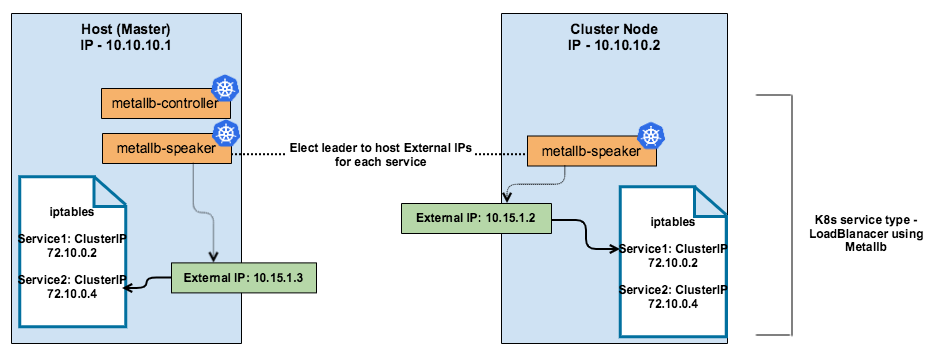 Host (Master)
IP - 10.10.10.1
metallb-controller
metallb-speaker
iptables
Service1: ClusterIP
72.10.0.2
Service2: ClusterIP
72.10.0.4
External IP: 10.15.1.3
Elect leader to host External IPs
for each service
Cluster Node
IP - 10.10.10.2
metallb-speaker
External IP: 10.15.1.2
iptables
Service1: ClusterIP
72.10.0.2
Service2: ClusterIP
72.10.0.4
K8s service type -
LoadBlanacer using
Metallb